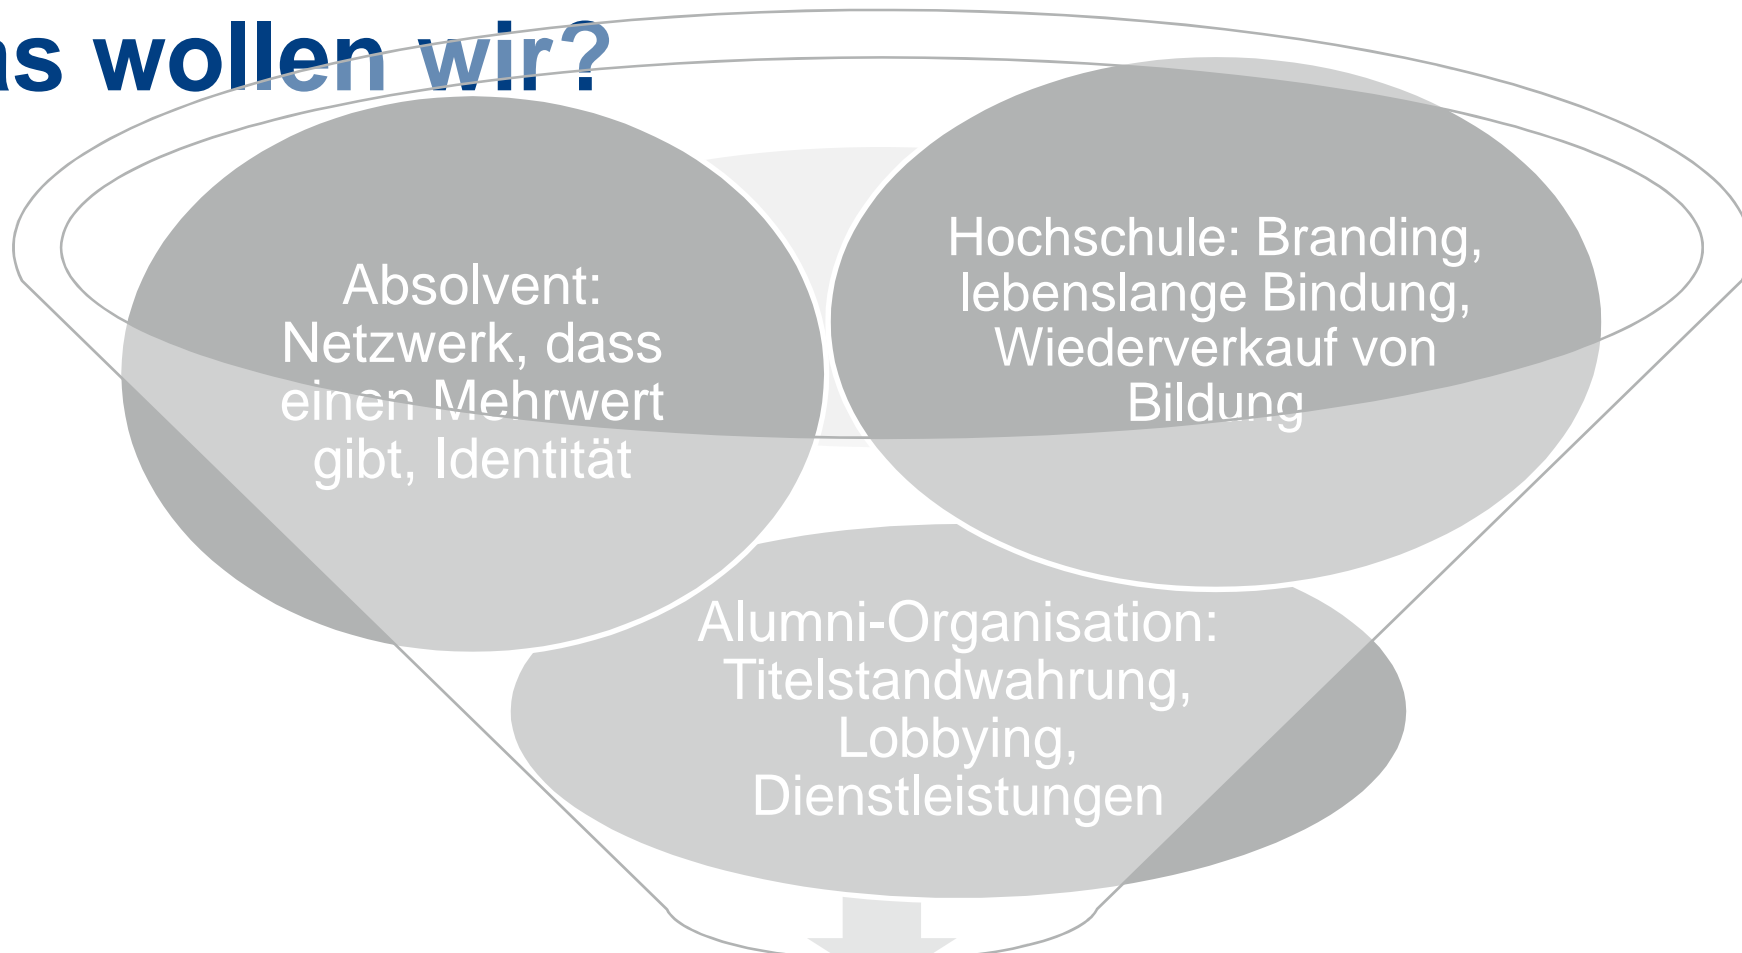 as wollen wir?
Absolvent:
Netzwerk, dass
einen Mehrwert
gibt, Identität
Hochschule: Branding,
lebenslange Bindung,
Wiederverkauf von
Bildung
Alumni-Organisation:
Titelstandwahrung,
Lobbying,
Dienstleistungen